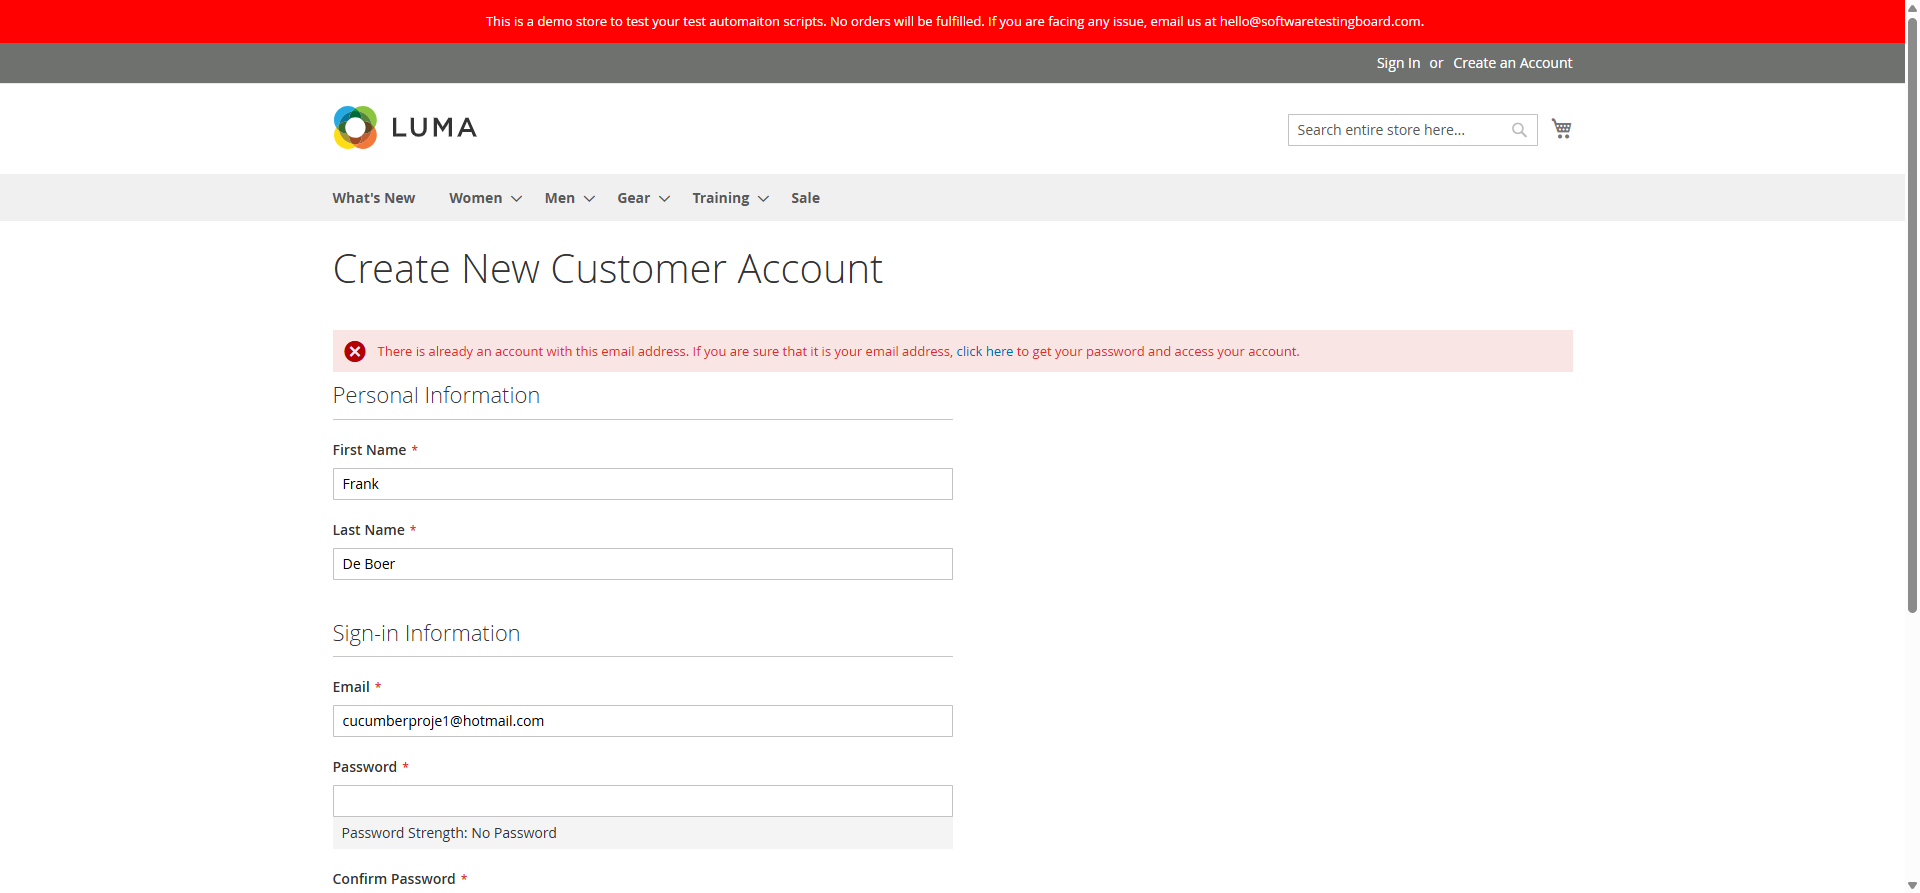 This is a demo store to test your test automaiton scripts. No orders will be fulfilled. If you are facing any issue, email us at hello@softwaretestingboard.com.
Sign In or Create an Account
LUMA
Search entire store here...
What's New Women Men Gear Training Sale
Create New Customer Account
There is already an account with this email address. If you are sure that it is your email address, click here to get your password and access your account.
Personal Information
First Name *
Frank
Last Name *
De Boer
Sign-in Information
Email *
cucumberproje1@hotmail.com
Password *
Password Strength: No Password
Confirm Password *